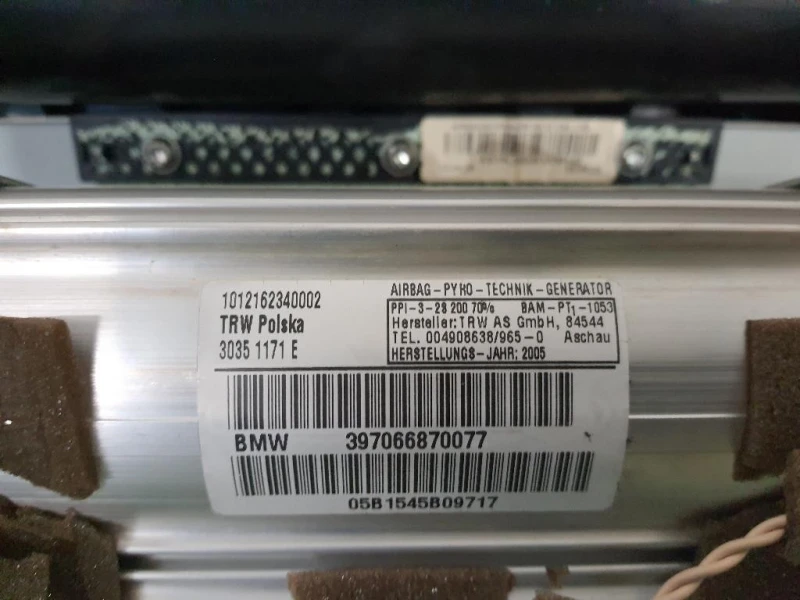 1012162340002
TRW Polska
3035 1171 E
AIRBAG-PYRO-TECHNIK-GENERATOR
PPI-3-2S 200 70% BAM-PT1-1053
Hersteller: TRW AS GmbH, 84544
TEL. 004908638/965-0 Aschau
HERSTELLUNGS-JAHR: 2005
BMW 397066870077
05B1545B09717